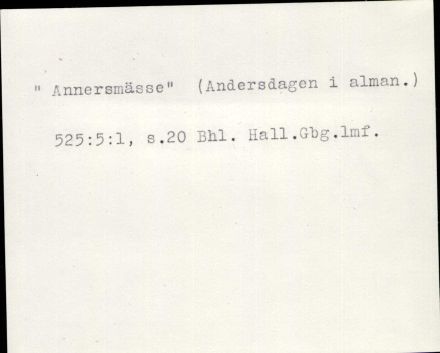 " Annersmässe" (Andersdagen i alman.)
525:5:1, s.20 Bhl. Hall.Gbg.lmf.